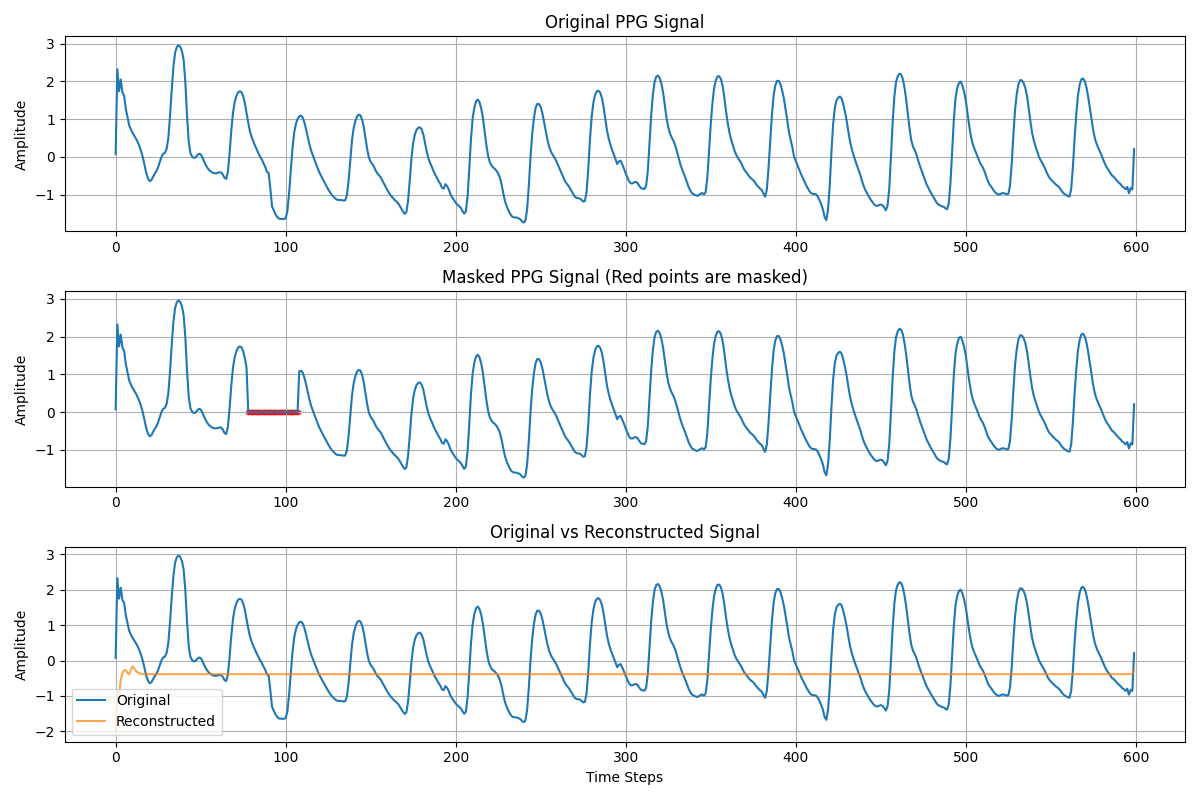 Original PPG Signal
3
2
1
0
−1
Amplitude
0 100 200 300 400 500 600
Masked PPG Signal (Red points are masked)
3
2
1
0
−1
Amplitude
0 100 200 300 400 500 600
Original vs Reconstructed Signal
3
2
1
0
−1
−2
Amplitude
Original
Reconstructed
0 100 200 300 400 500 600
Time Steps